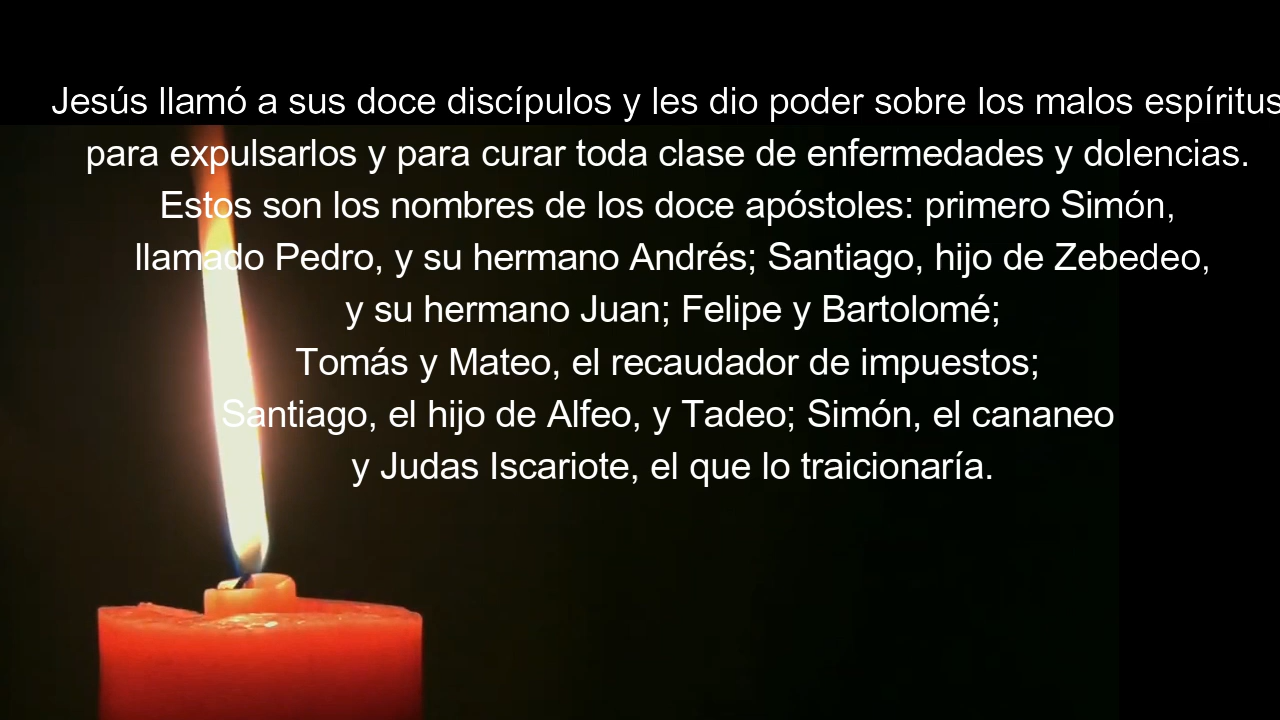 Jesús llamó a sus doce discípulos y les dio poder sobre los malos espíritus
para expulsarlos y para curar toda clase de enfermedades y dolencias.
Estos son los nombres de los doce apóstoles: primero Simón,
llamado Pedro, y su hermano Andrés; Santiago, hijo de Zebedeo,
y su hermano Juan; Felipe y Bartolomé;
Tomás y Mateo, el recaudador de impuestos;
Santiago, el hijo de Alfeo, y Tadeo; Simón, el cananeo
y Judas Iscariote, el que lo traicionaría.